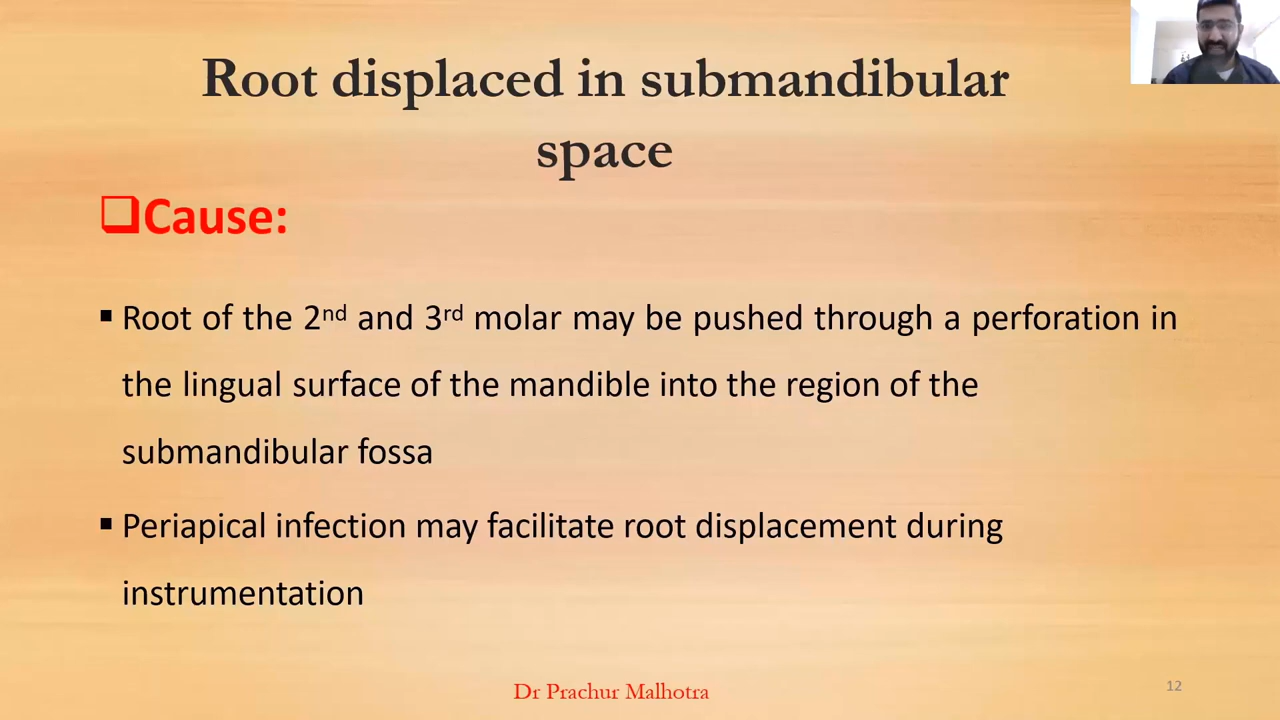 Root displaced in submandibular
space
❑Cause:
▪ Root of the 2nd and 3rd molar may be pushed through a perforation in
the lingual surface of the mandible into the region of the
submandibular fossa
▪ Periapical infection may facilitate root displacement during
instrumentation
Dr Prachur Malhotra
12